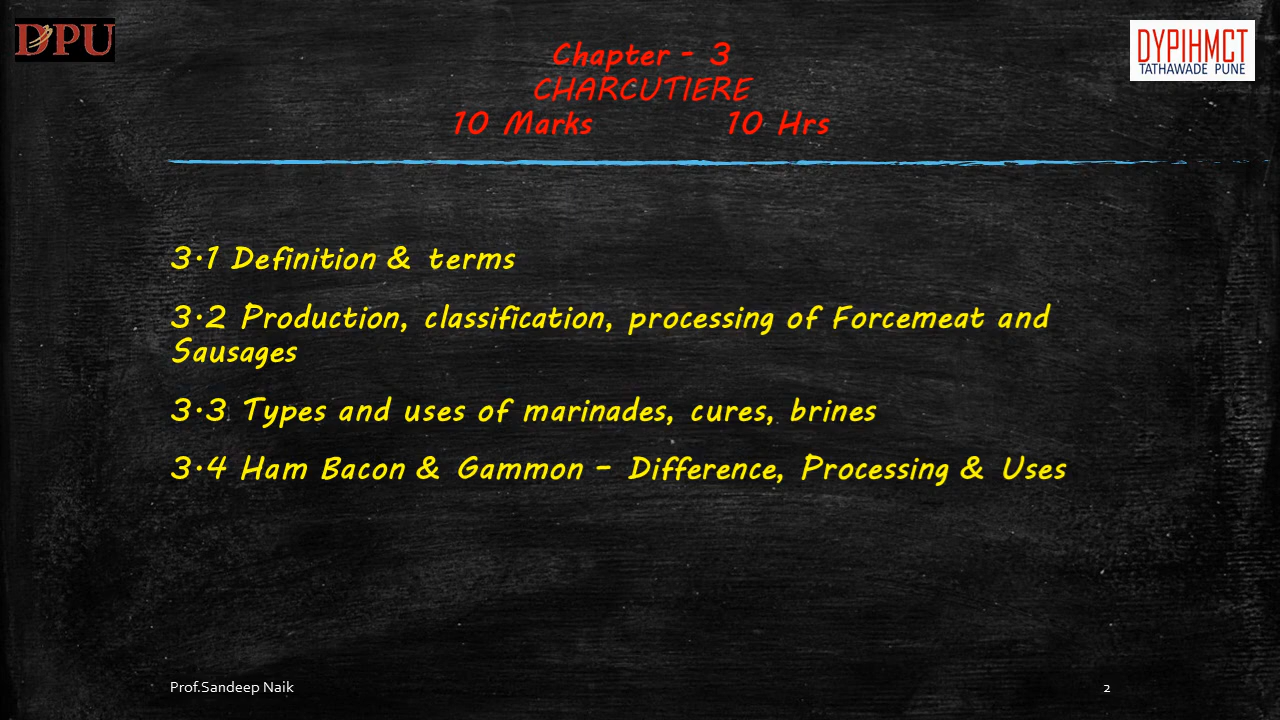 DPU
DYPIHMCT
TATHAWADE PUNE
Chapter - 3
CHARCUTIERE
10 Marks 10 Hrs
3.1 Definition & terms
3.2 Production, classification, processing of Forcemeat and
Sausages
3.3 Types and uses of marinades, cures, brines
3.4 Ham Bacon & Gammon – Difference, Processing & Uses
Prof.Sandeep Naik
2